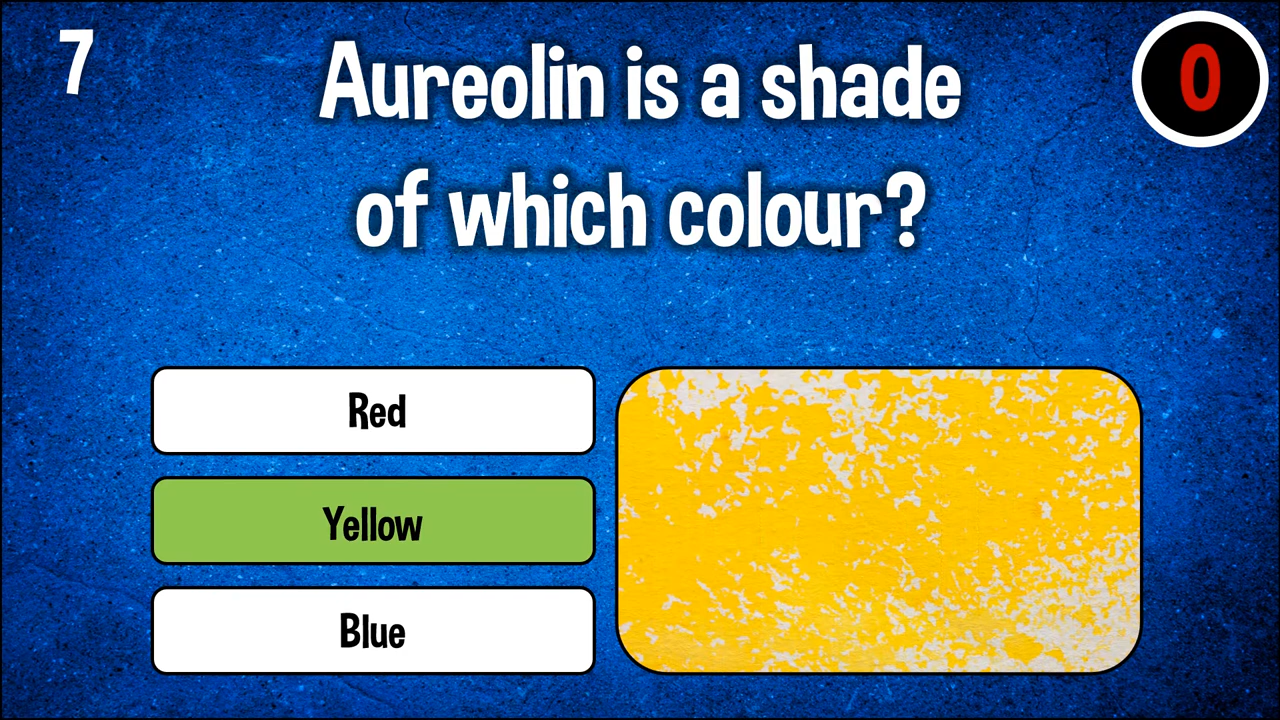 7
Aureolin is a shade
0
of which colour?
Red
Yellow
Blue